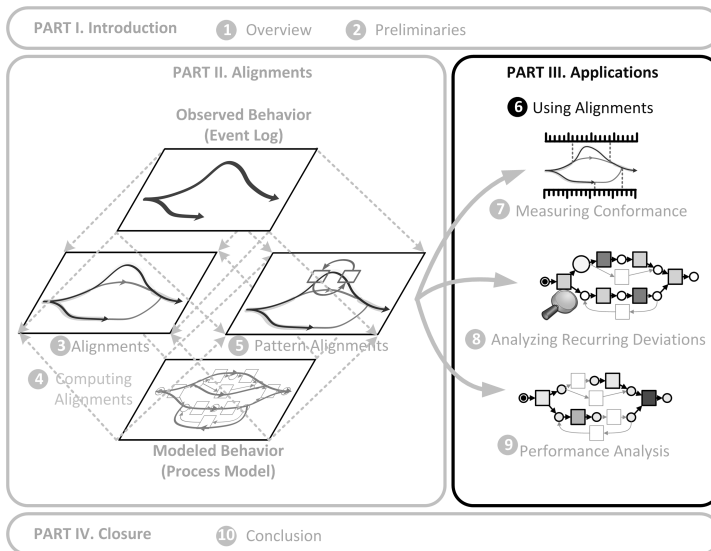 PART I. Introduction 1 Overview 2 Preliminaries
PART II. Alignments
Observed Behavior
(Event Log)
3 Alignments
5 Pattern Alignments
4 Computing
Alignments
Modeled Behavior
(Process Model)
PART III. Applications
6 Using Alignments
7 Measuring Conformance
8 Analyzing Recurring Deviations
9 Performance Analysis
PART IV. Closure 10 Conclusion